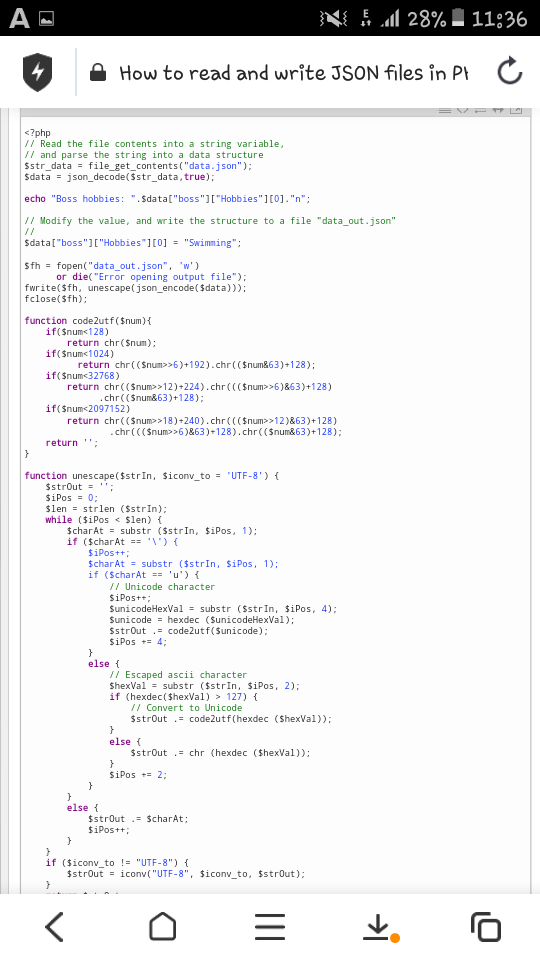 A E 28% 11:36
How to read and write JSON files in PH
<?php
// Read the file contents into a string variable,
// and parse the string into a data structure
$str_data = file_get_contents("data.json");
$data = json_decode($str_data,true);
echo "Boss hobbies: ".$data["boss"]["Hobbies"][0]."n";
// Modify the value, and write the structure to a file "data_out.json"
//
$data["boss"]["Hobbies"][0] = "Swimming";
$fh = fopen("data_out.json", 'w')
or die("Error opening output file");
fwrite($fh, unescape(json_encode($data)));
fclose($fh);
function code2utf($num){
if($num<128)
return chr($num);
if($num<1024)
return chr(($num>>6)+192).chr(($num&63)+128);
if($num<32768)
return chr(($num>>12)+224).chr((($num>>6)&63)+128)
.chr(($num&63)+128);
if($num<2097152)
return chr(($num>>18)+240).chr((($num>>12)&63)+128)
.chr((($num>>6)&63)+128).chr(($num&63)+128);
return '';
}
function unescape($strIn, $iconv_to = 'UTF-8') {
$strOut = '';
$iPos = 0;
$len = strlen ($strIn);
while ($iPos < $len) {
$charAt = substr ($strIn, $iPos, 1);
if ($charAt == '\') {
$iPos++;
$charAt = substr ($strIn, $iPos, 1);
if ($charAt == 'u') {
// Unicode character
$iPos++;
$unicodeHexVal = substr ($strIn, $iPos, 4);
$unicode = hexdec ($unicodeHexVal);
$strOut .= code2utf($unicode);
$iPos += 4;
}
else {
// Escaped ascii character
$hexVal = substr ($strIn, $iPos, 2);
if (hexdec($hexVal) > 127) {
// Convert to Unicode
$strOut .= code2utf(hexdec ($hexVal));
}
else {
$strOut .= chr (hexdec ($hexVal));
}
$iPos += 2;
}
}
else {
$strOut .= $charAt;
$iPos++;
}
}
if ($iconv_to != "UTF-8") {
$strOut = iconv("UTF-8", $iconv_to, $strOut);
}